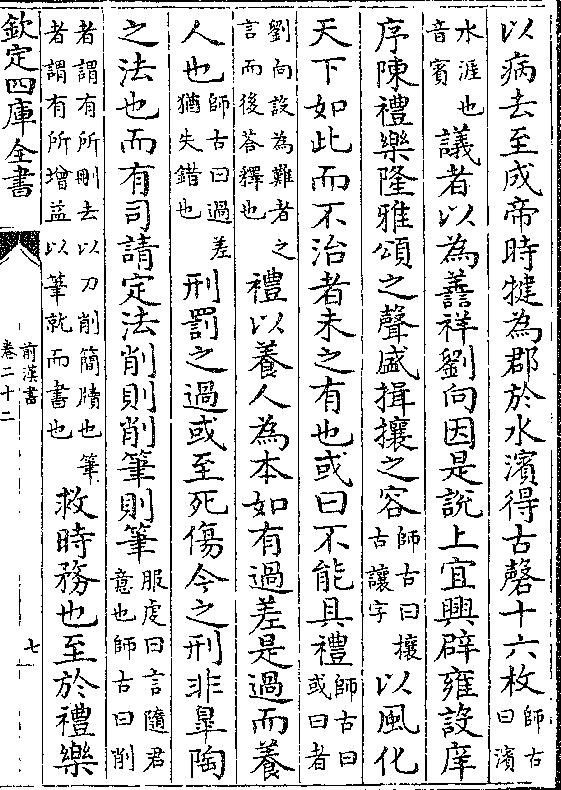 以病去至成帝時犍為郡於水濱得古磬十六枚師古曰濱
水涯也音賓議者以為善祥劉向因是說上宜興辟雍設庠
序陳禮樂隆雅頌之聲盛揖攘之容師古曰攘古讓字以風化
天下如此而不治者未之有也或曰不能具禮師古曰或曰者
劉向設為難者之言而後答釋也禮以養人為本如有過差是過而養
人也師古曰過差猶失錯也刑罰之過或至死傷今之刑非皐陶
之法也而有司請定法削則削筆則筆服虔曰言隨君意也師古曰削
者謂有所刪去以刀削簡牘也筆者謂有所增益以筆就而書也救時務也至於禮樂
欽定四庫全書
前漢書
卷二十二
七